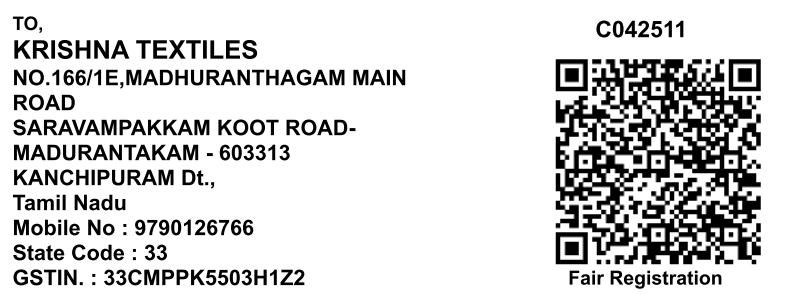 TO,
KRISHNA TEXTILES
NO.166/1E,MADHURANTHAGAM MAIN
ROAD
SARAVAMPAKKAM KOOT ROAD-
MADURANTAKAM - 603313
KANCHIPURAM Dt.,
Tamil Nadu
Mobile No : 9790126766
State Code : 33
GSTIN. : 33CMPPK5503H1Z2
C042511
Fair Registration